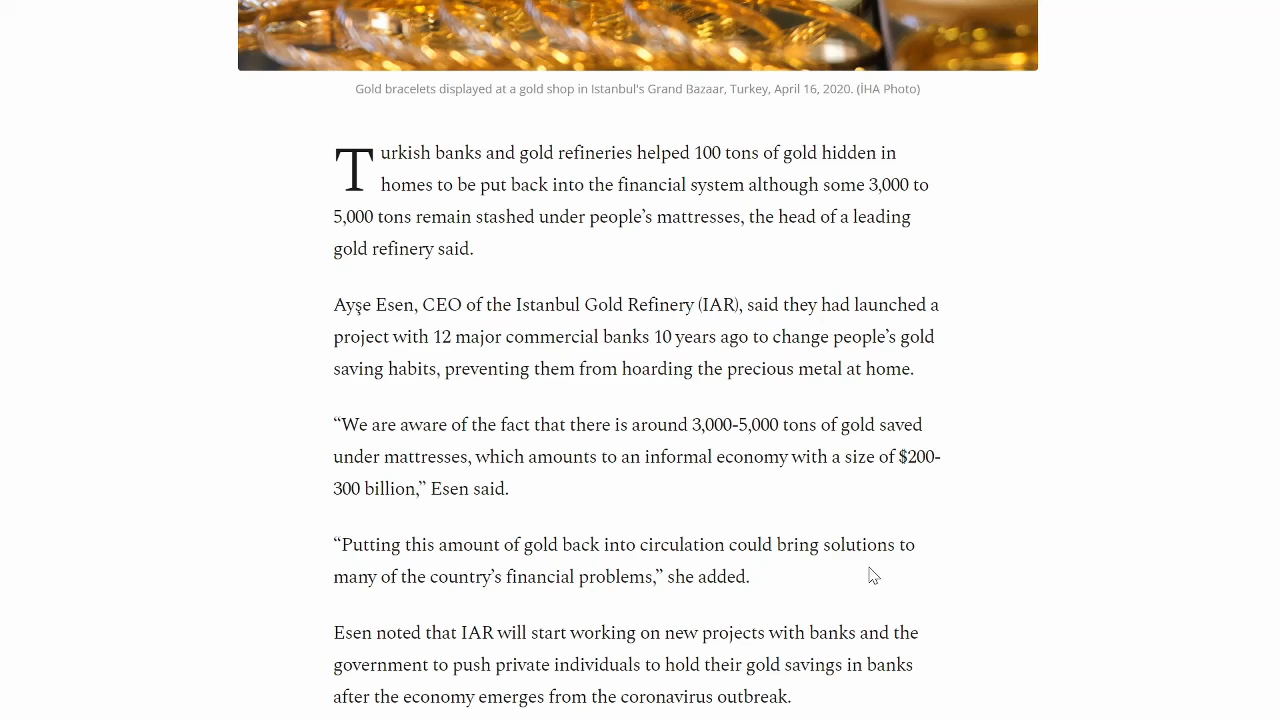 Gold bracelets displayed at a gold shop in Istanbul's Grand Bazaar, Turkey, April 16, 2020. (İHA Photo)
Turkish banks and gold refineries helped 100 tons of gold hidden in
homes to be put back into the financial system although some 3,000 to
5,000 tons remain stashed under people’s mattresses, the head of a leading
gold refinery said.
Ayşe Esen, CEO of the Istanbul Gold Refinery (IAR), said they had launched a
project with 12 major commercial banks 10 years ago to change people’s gold
saving habits, preventing them from hoarding the precious metal at home.
“We are aware of the fact that there is around 3,000-5,000 tons of gold saved
under mattresses, which amounts to an informal economy with a size of $200-
300 billion,” Esen said.
“Putting this amount of gold back into circulation could bring solutions to
many of the country’s financial problems,” she added.
Esen noted that IAR will start working on new projects with banks and the
government to push private individuals to hold their gold savings in banks
after the economy emerges from the coronavirus outbreak.